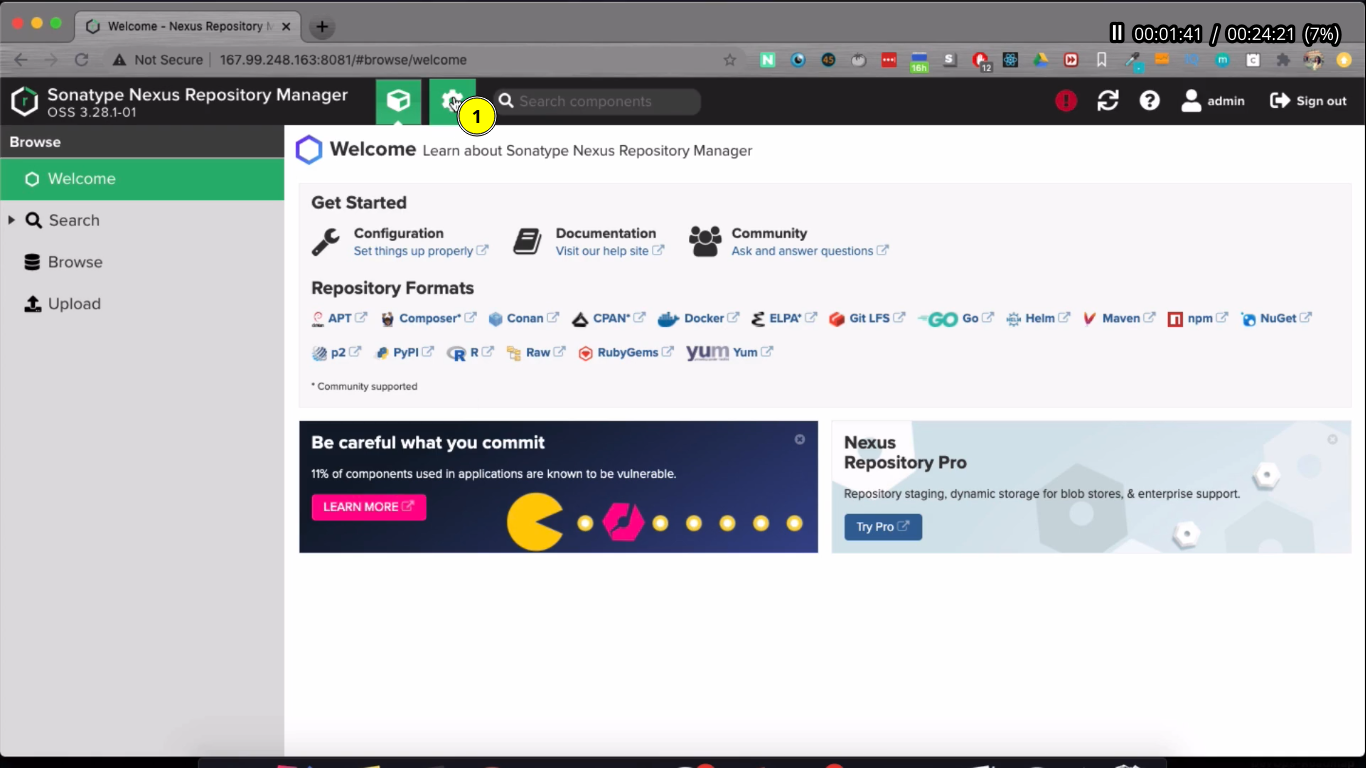 Welcome - Nexus Repository M
00:01:41 / 00:24:21 (7%)
Not Secure 167.99.248.163:8081/#browse/welcome
45
16h
S
12
m
C
Sonatype Nexus Repository Manager
OSS 3.28.1-01
1
Search components
admin
Sign out
Browse
Welcome
Search
Browse
Upload
Welcome Learn about Sonatype Nexus Repository Manager
Get Started
Configuration
Set things up properly
Documentation
Visit our help site
Community
Ask and answer questions
Repository Formats
APT Composer* Conan CPAN* Docker ELPA* Git LFS GO Go Helm Maven npm NuGet
p2 PyPI R R Raw RubyGems yum Yum
* Community supported
Be careful what you commit
11% of components used in applications are known to be vulnerable.
LEARN MORE
Nexus
Repository Pro
Repository staging, dynamic storage for blob stores, & enterprise support.
Try Pro